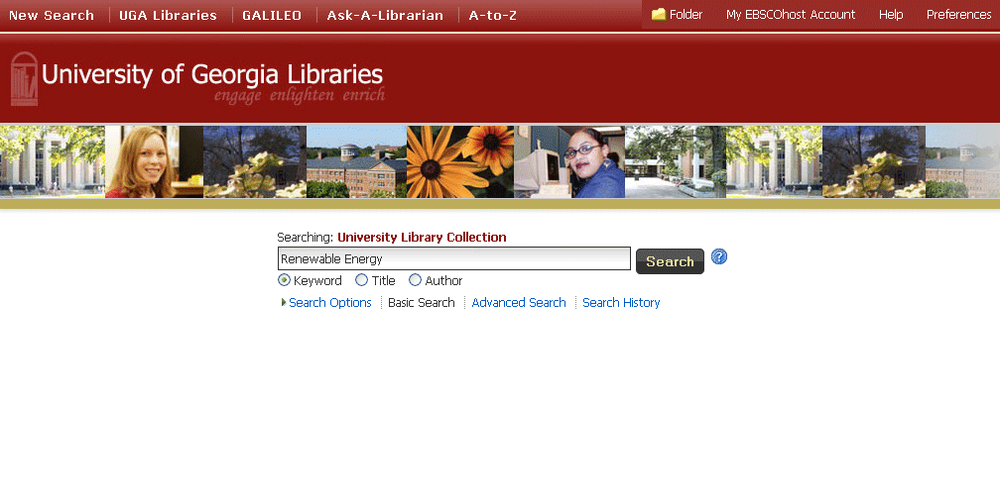 New Search UGA Libraries GALILEO Ask-A-Librarian A-to-Z Folder My EBSCOhost Account Help Preferences
University of Georgia Libraries
engage enlighten enrich
Searching: University Library Collection
Renewable Energy Search ?
Keyword Title Author
Search Options Basic Search Advanced Search Search History